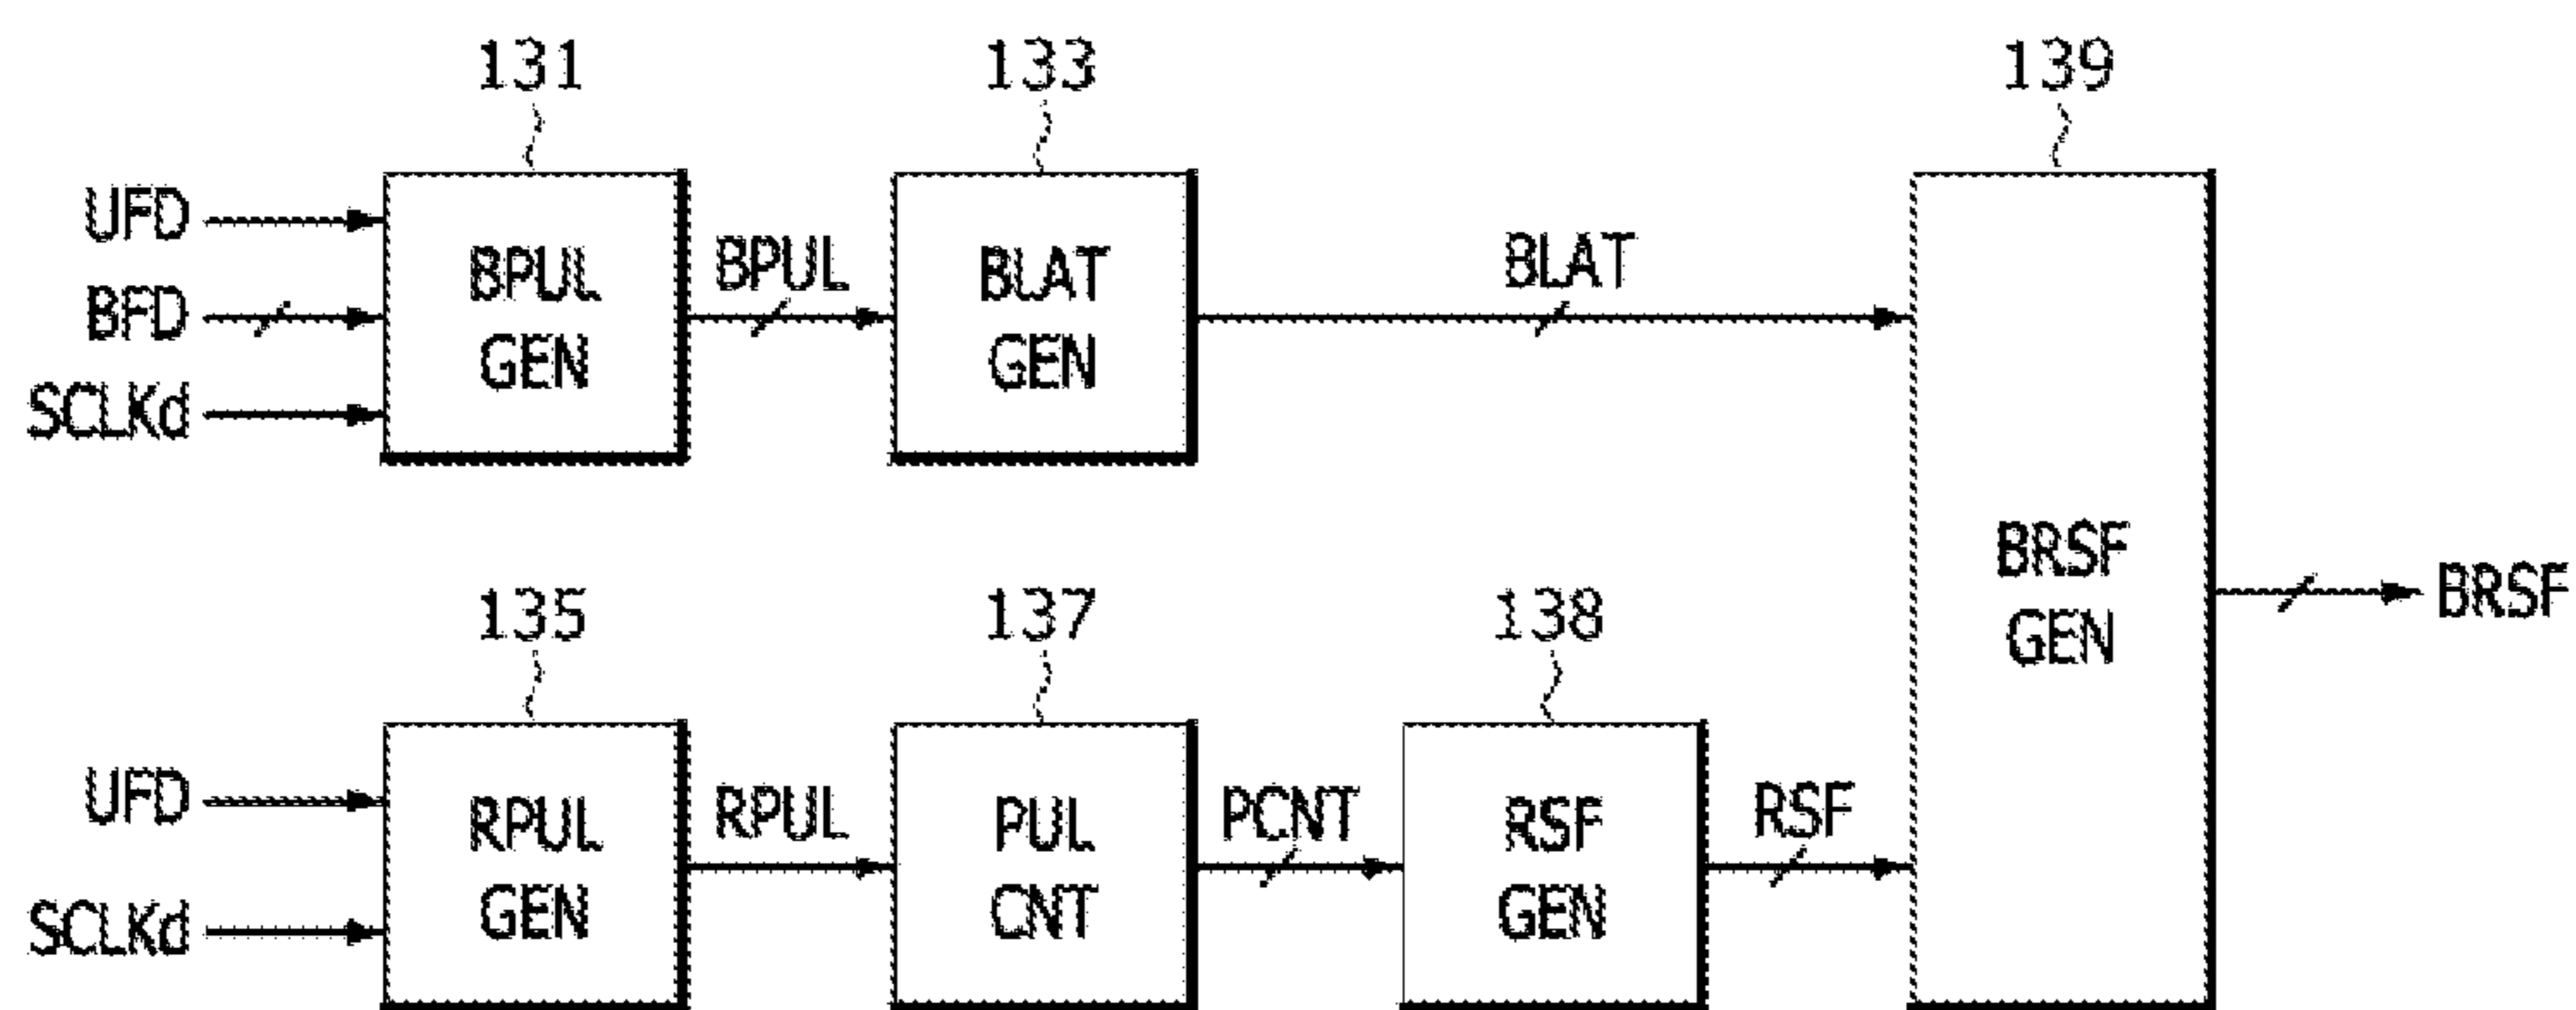 131
133
139
UFD
BFD
SCLKd
BPUL
GEN
BPUL
BLAT
GEN
BLAT
BRSF
GEN
BRSF
135
137
138
UFD
SCLKd
RPUL
GEN
RPUL
PUL
CNT
PCNT
RSF
GEN
RSF